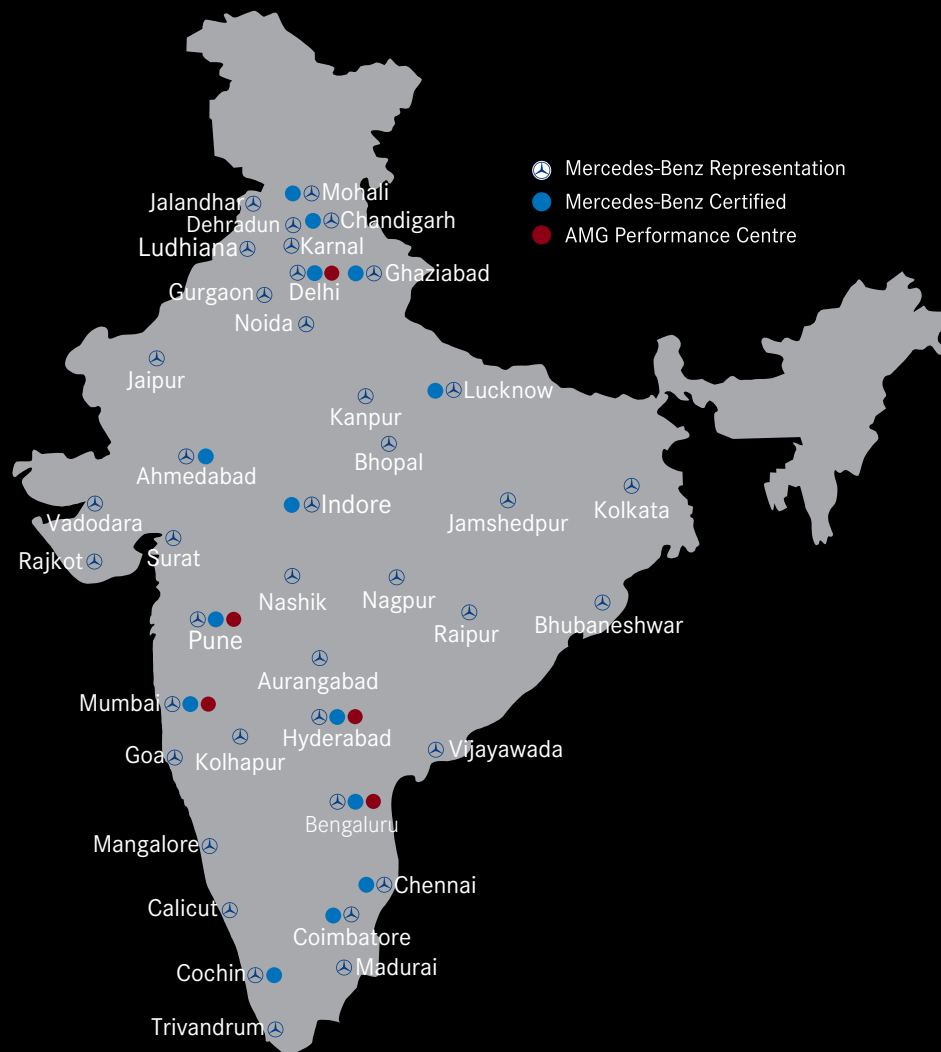 Mercedes-Benz Representation
Mercedes-Benz Certified
AMG Performance Centre
Mohali
Jalandhar
Chandigarh
Dehradun
Karnal
Ludhiana
Ghaziabad
Delhi
Gurgaon
Noida
Jaipur
Lucknow
Kanpur
Bhopal
Ahmedabad
Indore
Kolkata
Jamshedpur
Vadodara
Surat
Rajkot
Nashik
Nagpur
Bhubaneshwar
Raipur
Pune
Aurangabad
Mumbai
Hyderabad
Vijayawada
Goa
Kolhapur
Bengaluru
Mangalore
Chennai
Calicut
Coimbatore
Madurai
Cochin
Trivandrum